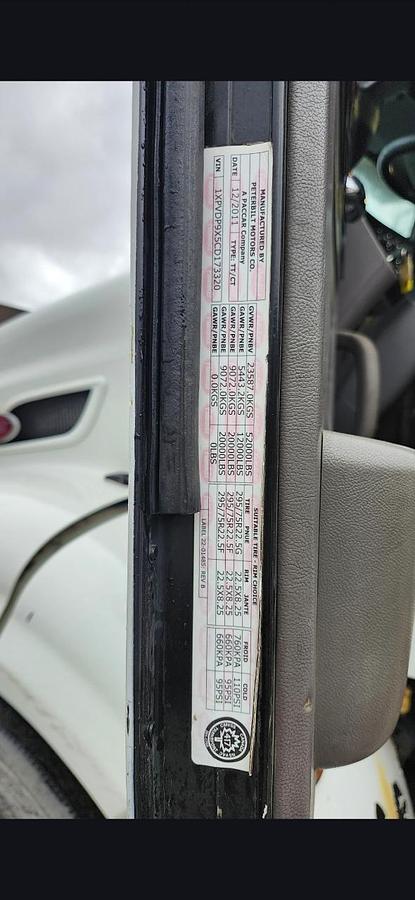 MANUFACTURED BY
PETERBILT MOTORS CO.
A PACCAR Company
DATE 12/2011 TYPE: TT/CT
VIN 1XPVDP9X5CD173320
SUITABLE TIRE - RIM CHOICE
TIRE PNUE RIM JANTE FROID COLD
GVWR/PNBV 23587.0KGS 52000LBS
GAWR/PNBE 5443.2KGS 12000LBS 295/75R22.5G 22.5X8.25 760KPA 110PSI
GAWR/PNBE 9072.0KGS 20000LBS 295/75R22.5F 22.5X8.25 660KPA 95PSI
GAWR/PNBE 9072.0KGS 20000LBS 295/75R22.5F 22.5X8.25 660KPA 95PSI
GAWR/PNBE 0.0KGS 0LBS
LABEL 22-01485
REV B